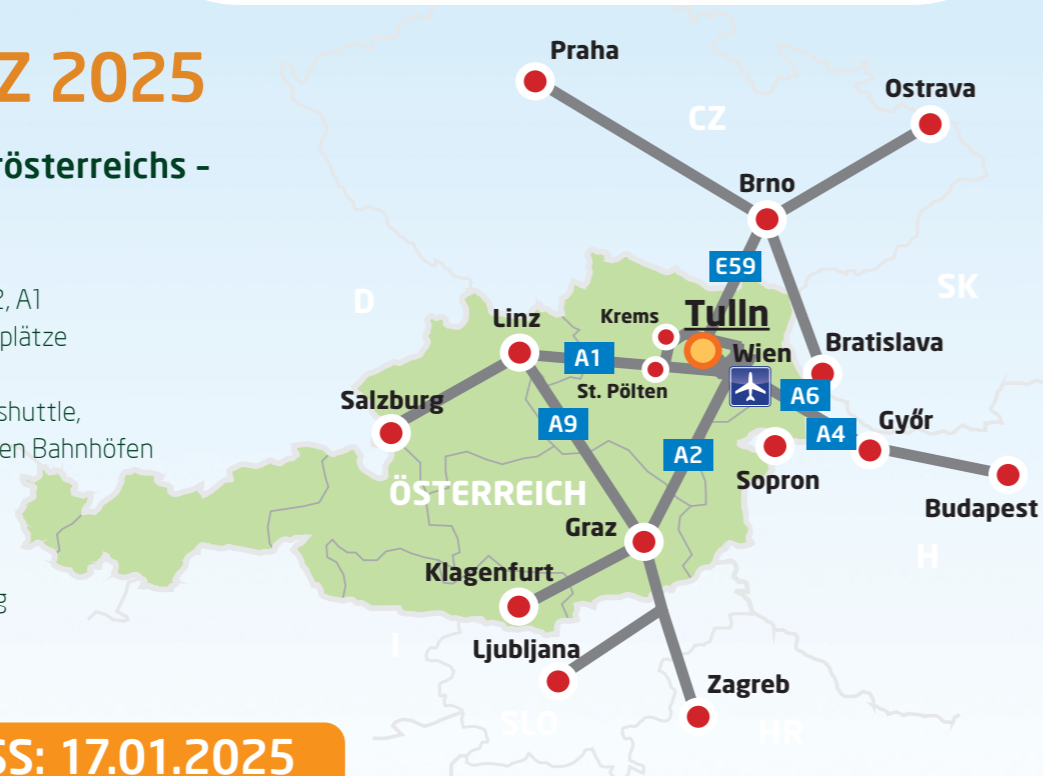 Z 2025
rösterreichs –
2, A1
plätze
shuttle,
en Bahnhöfen
g
SS: 17.01.2025
Praha
Ostrava
CZ
Brno
E59
SK
D
Tulln
Krems
Linz
Wien
Bratislava
A1
St. Pölten
A6
Salzburg
A9
Győr
A4
A2
Sopron
ÖSTERREICH
Budapest
Graz
H
Klagenfurt
I
Ljubljana
Zagreb
SLO
HR